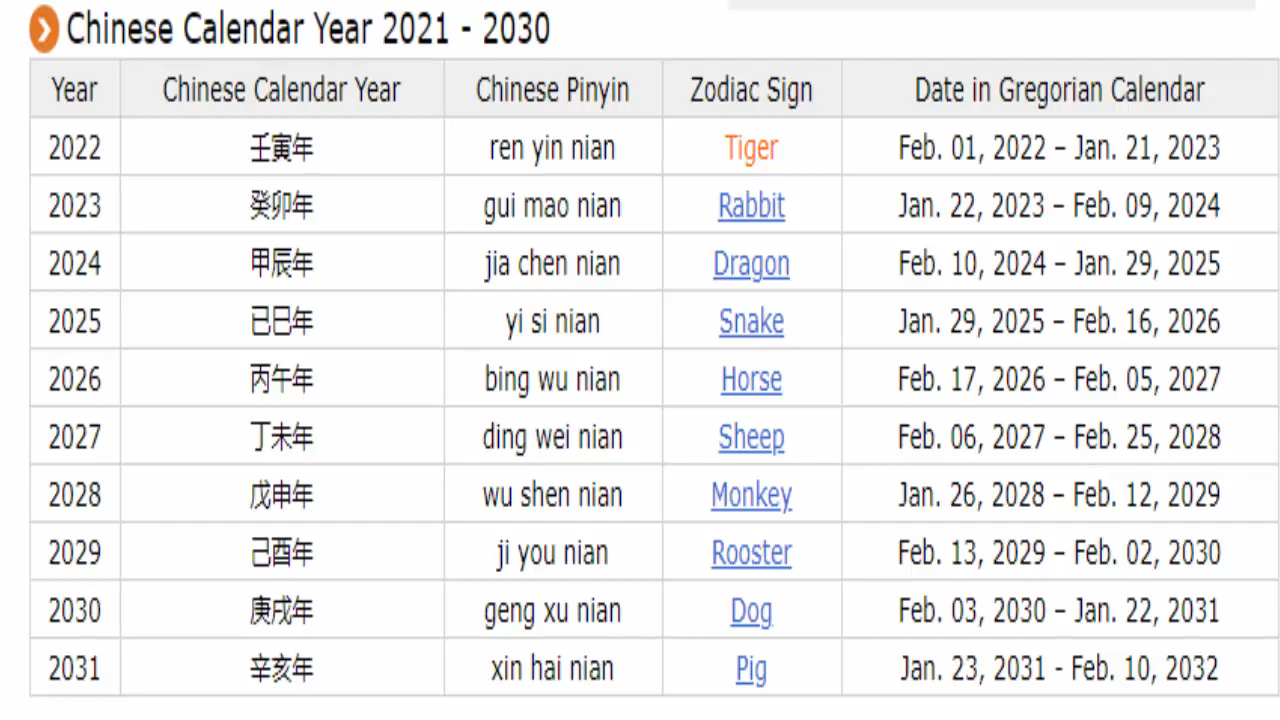 Chinese Calendar Year 2021 - 2030
Year Chinese Calendar Year Chinese Pinyin Zodiac Sign Date in Gregorian Calendar
2022 壬寅年 ren yin nian Tiger Feb. 01, 2022 – Jan. 21, 2023
2023 癸卯年 gui mao nian Rabbit Jan. 22, 2023 – Feb. 09, 2024
2024 甲辰年 jia chen nian Dragon Feb. 10, 2024 – Jan. 29, 2025
2025 已巳年 yi si nian Snake Jan. 29, 2025 – Feb. 16, 2026
2026 丙午年 bing wu nian Horse Feb. 17, 2026 – Feb. 05, 2027
2027 丁未年 ding wei nian Sheep Feb. 06, 2027 – Feb. 25, 2028
2028 戊申年 wu shen nian Monkey Jan. 26, 2028 – Feb. 12, 2029
2029 己酉年 ji you nian Rooster Feb. 13, 2029 – Feb. 02, 2030
2030 庚戌年 geng xu nian Dog Feb. 03, 2030 – Jan. 22, 2031
2031 辛亥年 xin hai nian Pig Jan. 23, 2031 - Feb. 10, 2032